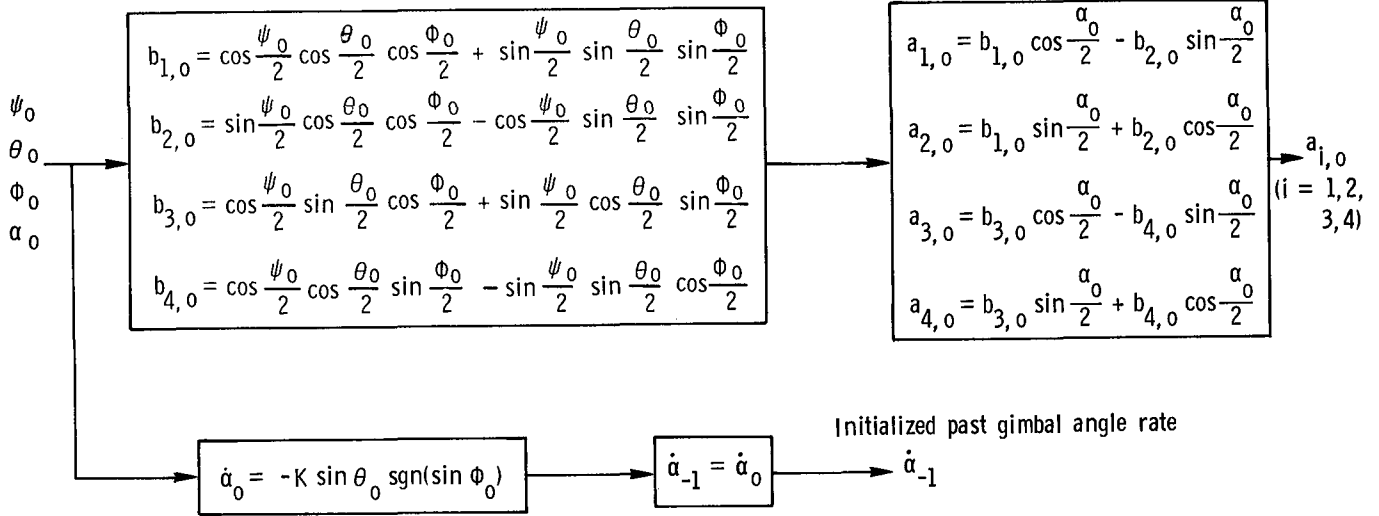 ψ₀
θ₀
Φ₀
α₀
b₁,₀ = cos ψ₀/2 cos θ₀/2 cos Φ₀/2 + sin ψ₀/2 sin θ₀/2 sin Φ₀/2
b₂,₀ = sin ψ₀/2 cos θ₀/2 cos Φ₀/2 − cos ψ₀/2 sin θ₀/2 sin Φ₀/2
b₃,₀ = cos ψ₀/2 sin θ₀/2 cos Φ₀/2 + sin ψ₀/2 cos θ₀/2 sin Φ₀/2
b₄,₀ = cos ψ₀/2 cos θ₀/2 sin Φ₀/2 − sin ψ₀/2 sin θ₀/2 cos Φ₀/2
a₁,₀ = b₁,₀ cos α₀/2 - b₂,₀ sin α₀/2
a₂,₀ = b₁,₀ sin α₀/2 + b₂,₀ cos α₀/2
a₃,₀ = b₃,₀ cos α₀/2 - b₄,₀ sin α₀/2
a₄,₀ = b₃,₀ sin α₀/2 + b₄,₀ cos α₀/2
aᵢ,₀
(i = 1,2,
3,4)
α̇₀ = -K sin θ₀ sgn(sin Φ₀)
α̇₋₁ = α̇₀
Initialized past gimbal angle rate
α̇₋₁